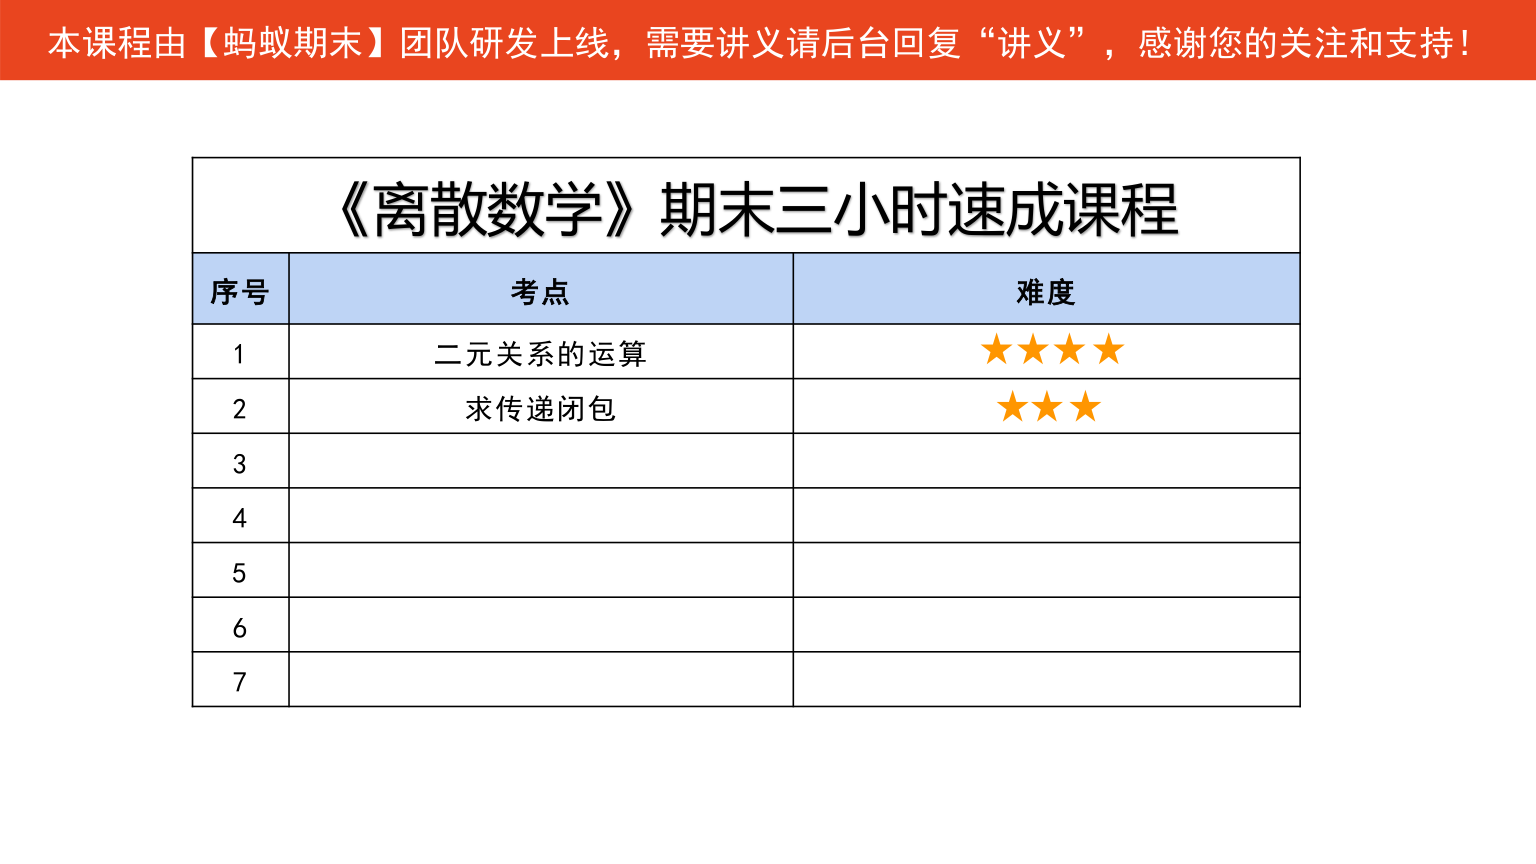 本课程由【蚂蚁期末】团队研发上线，需要讲义请后台回复“讲义”，感谢您的关注和支持！
《离散数学》期末三小时速成课程
序号 考点 难度
1 二元关系的运算 ★★★★
2 求传递闭包 ★★★
3
4
5
6
7